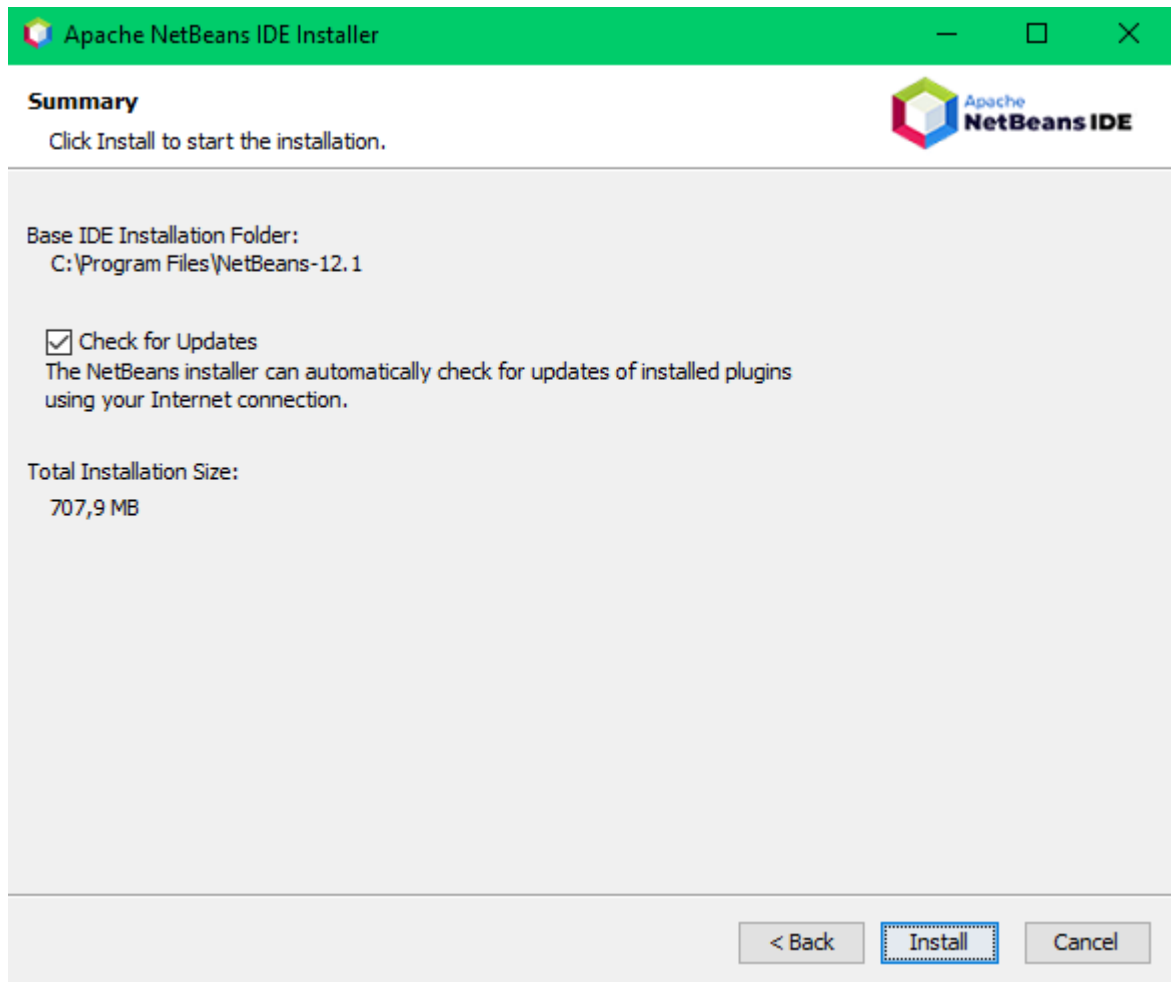 Apache NetBeans IDE Installer
Summary
Click Install to start the installation.
Apache
NetBeans IDE
Base IDE Installation Folder:
C:\Program Files\NetBeans-12.1
Check for Updates
The NetBeans installer can automatically check for updates of installed plugins
using your Internet connection.
Total Installation Size:
707,9 MB
< Back Install Cancel